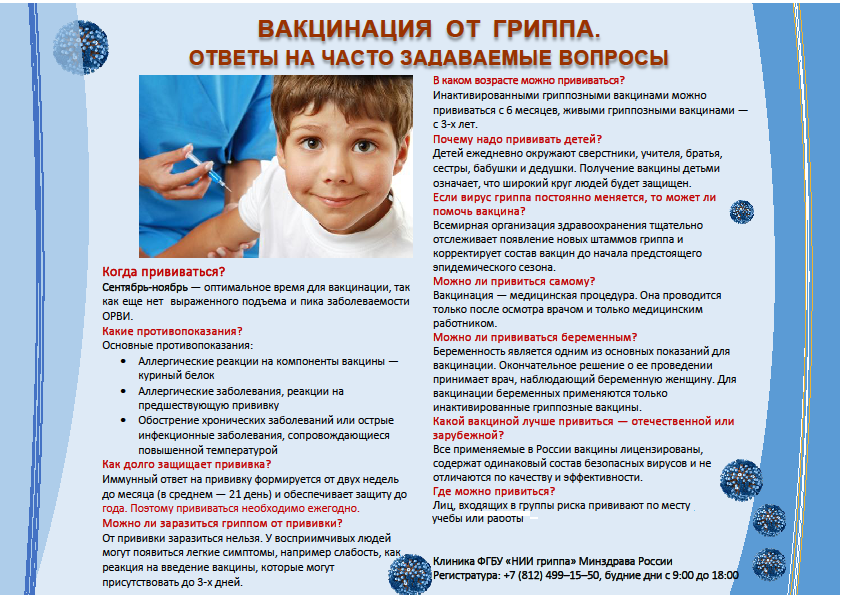 ВАКЦИНАЦИЯ ОТ ГРИППА.
ОТВЕТЫ НА ЧАСТО ЗАДАВАЕМЫЕ ВОПРОСЫ
Когда прививаться?
Сентябрь-ноябрь — оптимальное время для вакцинации, так
как еще нет выраженного подъема и пика заболеваемости
ОРВИ.
Какие противопоказания?
Основные противопоказания:
• Аллергические реакции на компоненты вакцины —
куриный белок
• Аллергические заболевания, реакции на
предшествующую прививку
• Обострение хронических заболеваний или острые
инфекционные заболевания, сопровождающиеся
повышенной температурой
Как долго защищает прививка?
Иммунный ответ на прививку формируется от двух недель
до месяца (в среднем — 21 день) и обеспечивает защиту до
года. Поэтому прививаться необходимо ежегодно.
Можно ли заразиться гриппом от прививки?
От прививки заразиться нельзя. У восприимчивых людей
могут появиться легкие симптомы, например слабость, как
реакция на введение вакцины, которые могут
присутствовать до 3-х дней.
В каком возрасте можно прививаться?
Инактивированными гриппозными вакцинами можно
прививаться с 6 месяцев, живыми гриппозными вакцинами —
с 3-х лет.
Почему надо прививать детей?
Детей ежедневно окружают сверстники, учителя, братья,
сестры, бабушки и дедушки. Получение вакцины детьми
означает, что широкий круг людей будет защищен.
Если вирус гриппа постоянно меняется, то может ли
помочь вакцина?
Всемирная организация здравоохранения тщательно
отслеживает появление новых штаммов гриппа и
корректирует состав вакцин до начала предстоящего
эпидемического сезона.
Можно ли привиться самому?
Вакцинация — медицинская процедура. Она проводится
только после осмотра врачом и только медицинским
работником.
Можно ли прививаться беременным?
Беременность является одним из основных показаний для
вакцинации. Окончательное решение о ее проведении
принимает врач, наблюдающий беременную женщину. Для
вакцинации беременных применяются только
инактивированные гриппозные вакцины.
Какой вакциной лучше привиться — отечественной или
зарубежной?
Все применяемые в России вакцины лицензированы,
содержат одинаковый состав безопасных вирусов и не
отличаются по качеству и эффективности.
Где можно привиться?
Лиц, входящих в группы риска прививают по месту
учебы или работы
Клиника ФГБУ «НИИ гриппа» Минздрава России
Регистратура: +7 (812) 499–15–50, будние дни с 9:00 до 18:00